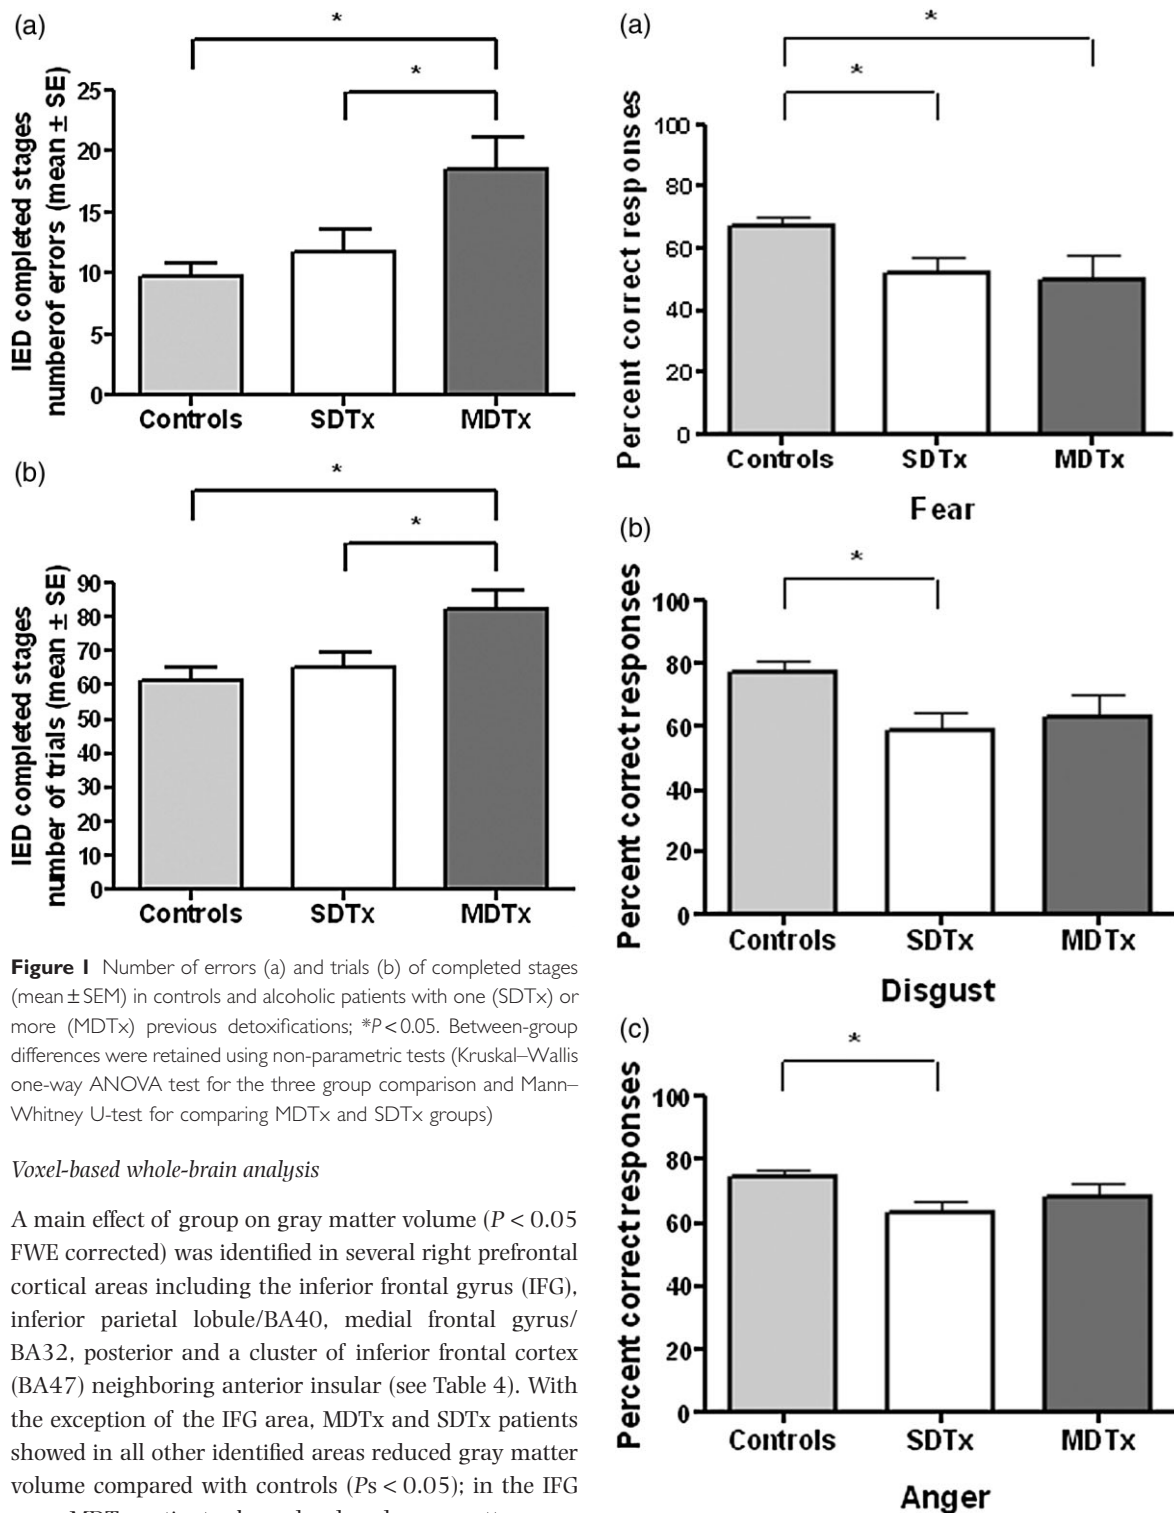 (a)
*
*
IED completed stages
numberof errors (mean ± SE)
25
20
15
10
5
0
Controls SDTx MDTx
(b)
*
*
IED completed stages
number of trials (mean ± SE)
90
80
70
60
50
40
30
20
10
0
Controls SDTx MDTx
Figure 1 Number of errors (a) and trials (b) of completed stages
(mean ± SEM) in controls and alcoholic patients with one (SDTx) or
more (MDTx) previous detoxifications; *P < 0.05. Between-group
differences were retained using non-parametric tests (Kruskal–Wallis
one-way ANOVA test for the three group comparison and Mann–
Whitney U-test for comparing MDTx and SDTx groups)
Voxel-based whole-brain analysis
A main effect of group on gray matter volume (P < 0.05
FWE corrected) was identified in several right prefrontal
cortical areas including the inferior frontal gyrus (IFG),
inferior parietal lobule/BA40, medial frontal gyrus/
BA32, posterior and a cluster of inferior frontal cortex
(BA47) neighboring anterior insular (see Table 4). With
the exception of the IFG area, MDTx and SDTx patients
showed in all other identified areas reduced gray matter
volume compared with controls (Ps < 0.05); in the IFG
(a)
*
*
Percent correct responses
100
80
60
40
20
0
Controls SDTx MDTx
Fear
(b)
*
Percent correct responses
100
80
60
40
20
0
Controls SDTx MDTx
Disgust
(c)
*
Percent correct responses
100
80
60
40
20
0
Controls SDTx MDTx
Anger